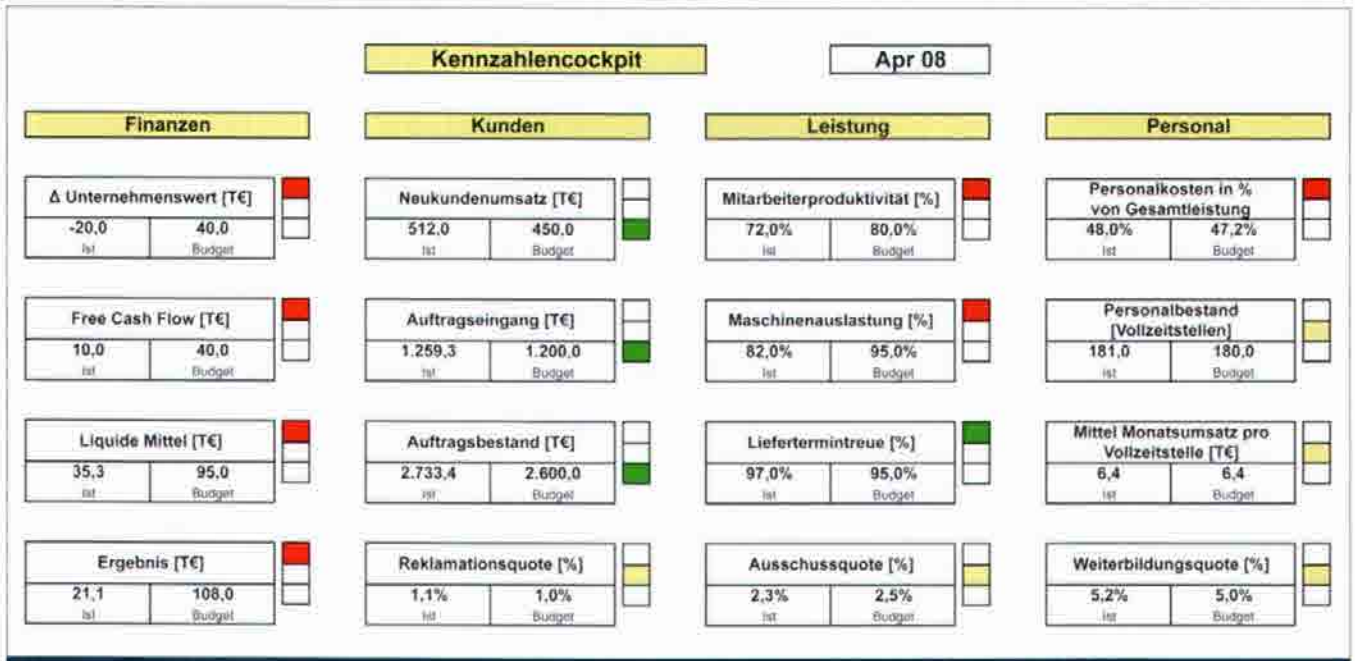 Kennzahlencockpit
Apr 08
Finanzen
Kunden
Leistung
Personal
Δ Unternehmenswert [T€]
-20,0 40,0
Ist Budget
Neukundenumsatz [T€]
512,0 450,0
Ist Budget
Mitarbeiterproduktivität [%]
72,0% 80,0%
Ist Budget
Personalkosten in %
von Gesamtleistung
48,0% 47,2%
Ist Budget
Free Cash Flow [T€]
10,0 40,0
Ist Budget
Auftragseingang [T€]
1.259,3 1.200,0
Ist Budget
Maschinenauslastung [%]
82,0% 95,0%
Ist Budget
Personalbestand
[Vollzeitstellen]
181,0 180,0
Ist Budget
Liquide Mittel [T€]
35,3 95,0
Ist Budget
Auftragsbestand [T€]
2.733,4 2.600,0
Ist Budget
Liefertermintreue [%]
97,0% 95,0%
Ist Budget
Mittel Monatsumsatz pro
Vollzeitstelle [T€]
6,4 6,4
Ist Budget
Ergebnis [T€]
21,1 108,0
Ist Budget
Reklamationsquote [%]
1,1% 1,0%
Ist Budget
Ausschussquote [%]
2,3% 2,5%
Ist Budget
Weiterbildungsquote [%]
5,2% 5,0%
Ist Budget